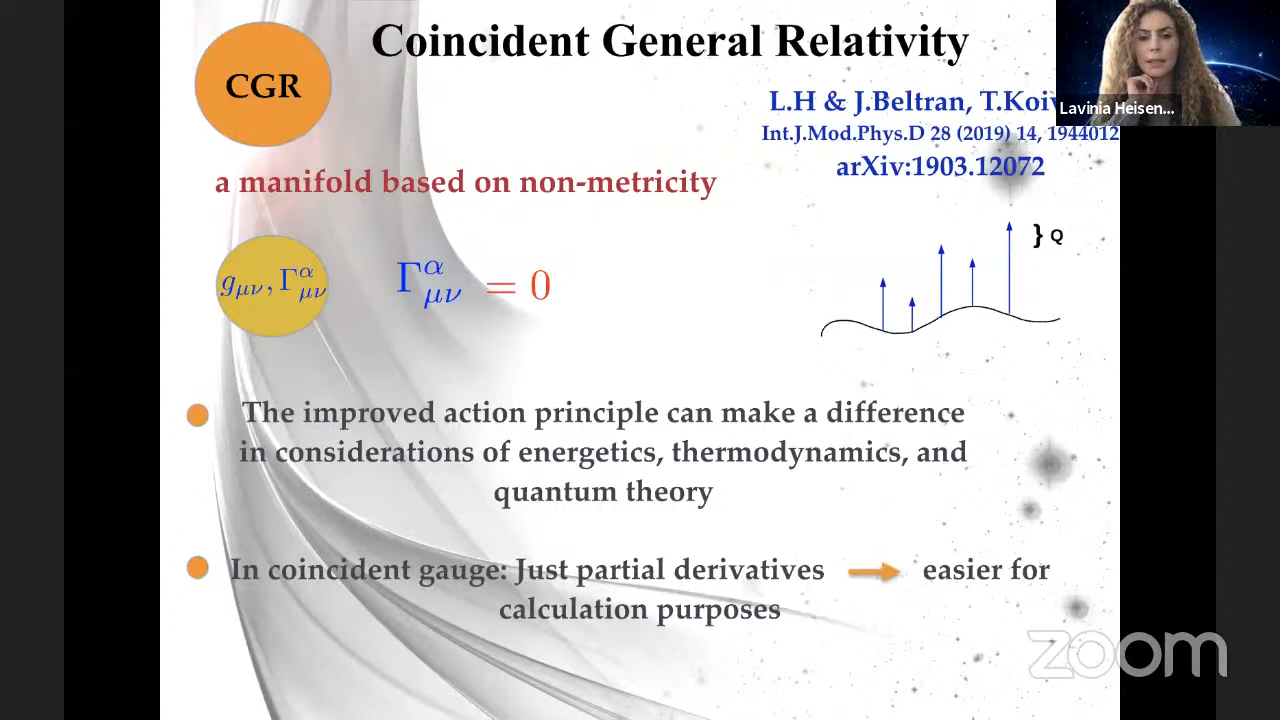 Coincident General Relativity
CGR
L.H & J.Beltran, T.Koiv
Lavinia Heisen...
Int.J.Mod.Phys.D 28 (2019) 14, 1944012
arXiv:1903.12072
a manifold based on non-metricity
} Q
g_{μν}, Γ^α_{μν}
Γ^α_{μν} = 0
The improved action principle can make a difference
in considerations of energetics, thermodynamics, and
quantum theory
In coincident gauge: Just partial derivatives → easier for
calculation purposes
zoom